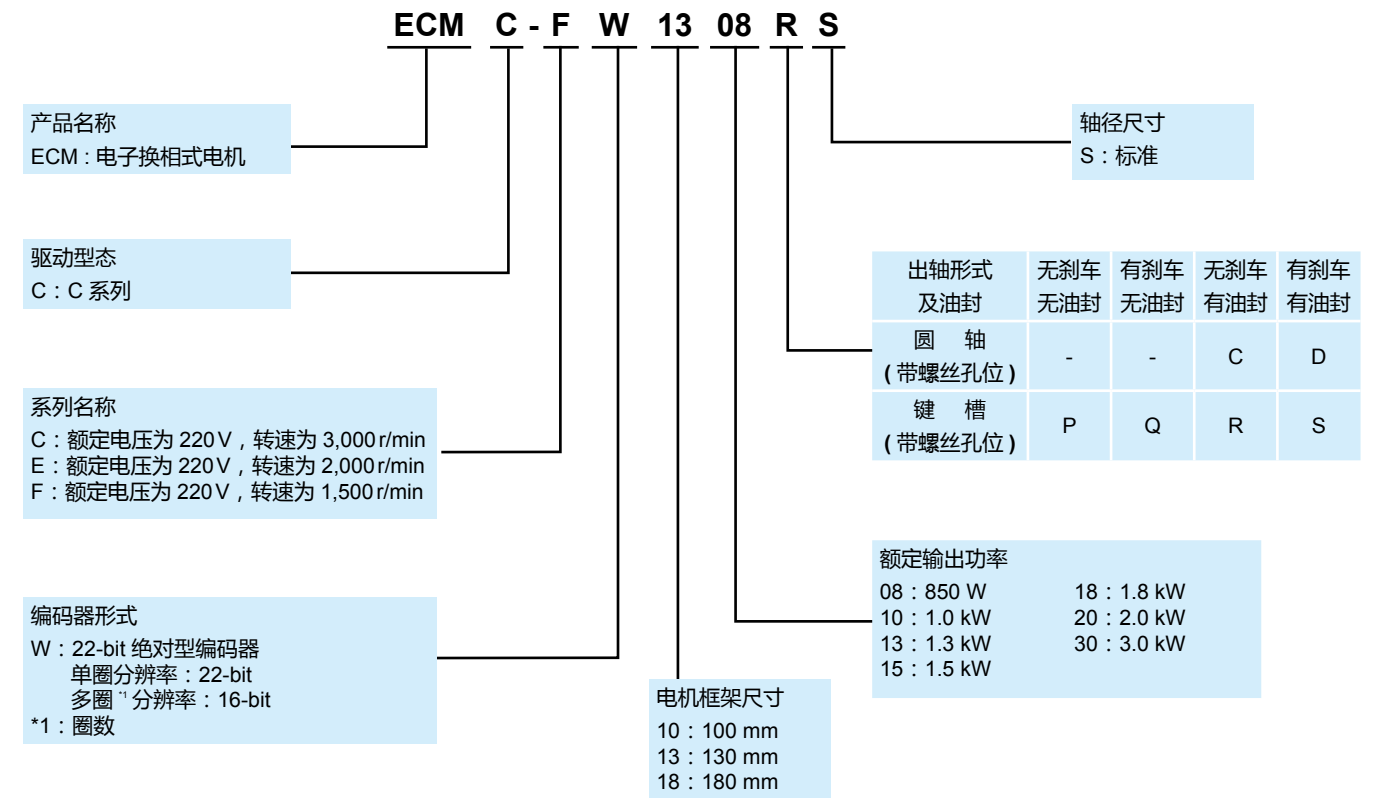 ECM C - F W 13 08 R S
产品名称
ECM：电子换相式电机
轴径尺寸
S：标准
驱动型态
C：C 系列
出轴形式 无刹车 有刹车 无刹车 有刹车
及油封 无油封 无油封 有油封 有油封
圆 轴
(带螺丝孔位)
- - C D
键 槽
(带螺丝孔位)
P Q R S
系列名称
C：额定电压为 220V，转速为 3,000 r/min
E：额定电压为 220V，转速为 2,000 r/min
F：额定电压为 220V，转速为 1,500 r/min
额定输出功率
08：850 W 18：1.8 kW
10：1.0 kW 20：2.0 kW
13：1.3 kW 30：3.0 kW
15：1.5 kW
编码器形式
W：22-bit 绝对型编码器
单圈分辨率：22-bit
多圈*1分辨率：16-bit
*1：圈数
电机框架尺寸
10：100 mm
13：130 mm
18：180 mm